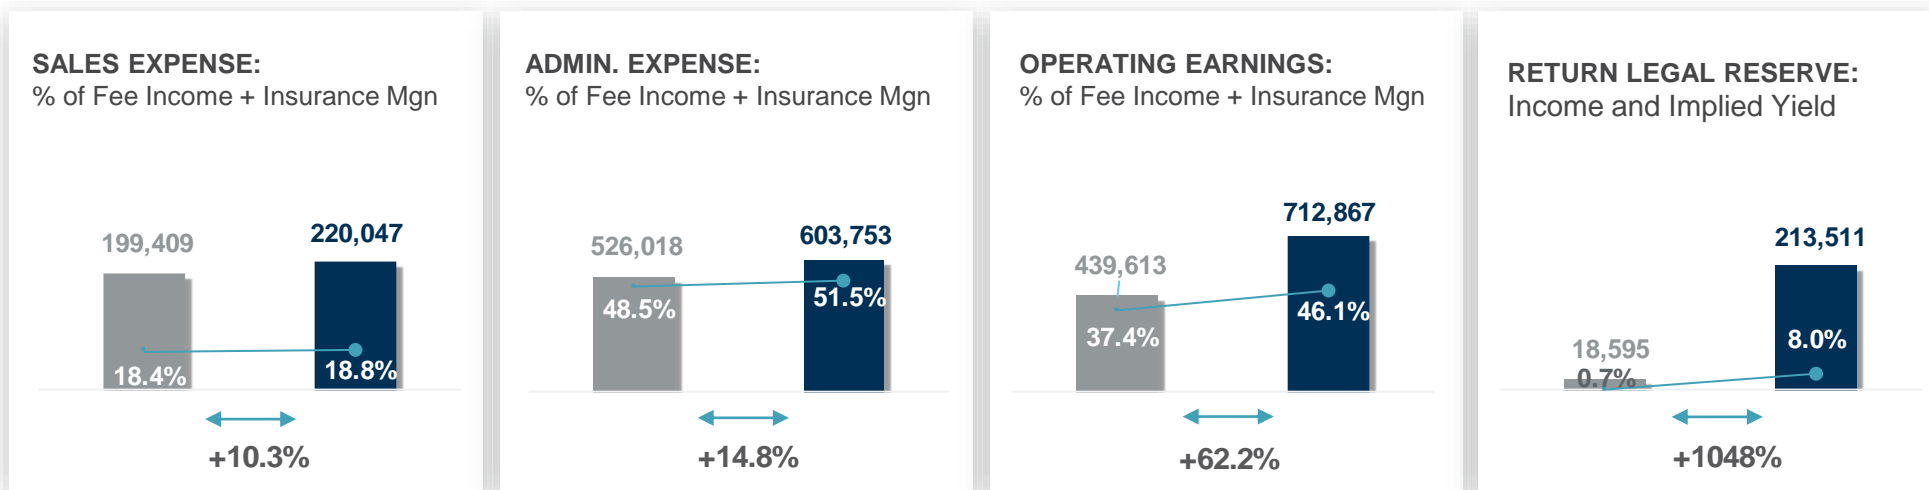 SALES EXPENSE:
% of Fee Income + Insurance Mgn
199,409
220,047
18.4%
18.8%
+10.3%
ADMIN. EXPENSE:
% of Fee Income + Insurance Mgn
526,018
603,753
48.5%
51.5%
+14.8%
OPERATING EARNINGS:
% of Fee Income + Insurance Mgn
439,613
712,867
37.4%
46.1%
+62.2%
RETURN LEGAL RESERVE:
Income and Implied Yield
18,595
213,511
0.7%
8.0%
+1048%